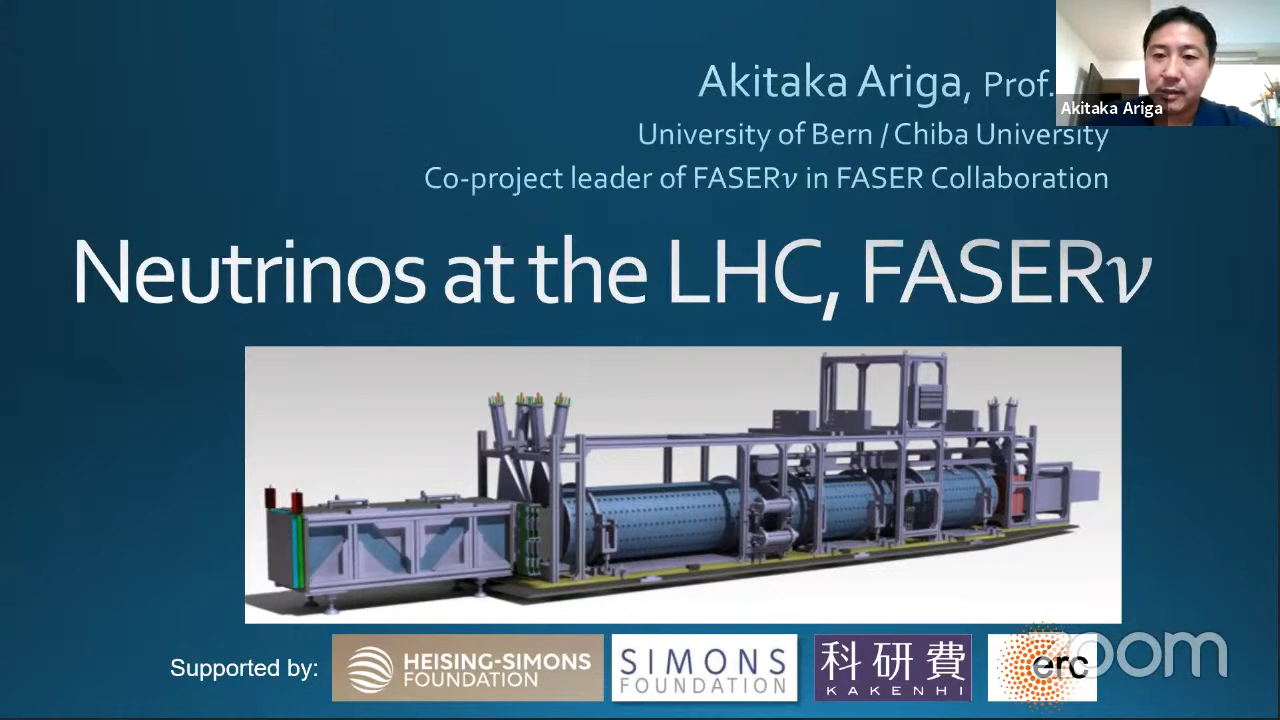 Akitaka Ariga, Prof.
Akitaka Ariga
University of Bern / Chiba University
Co-project leader of FASERν in FASER Collaboration
Neutrinos at the LHC, FASERν
Supported by:
HEISING-SIMONS
FOUNDATION
SIMONS
FOUNDATION
科研費
KAKENHI
erc
zoom